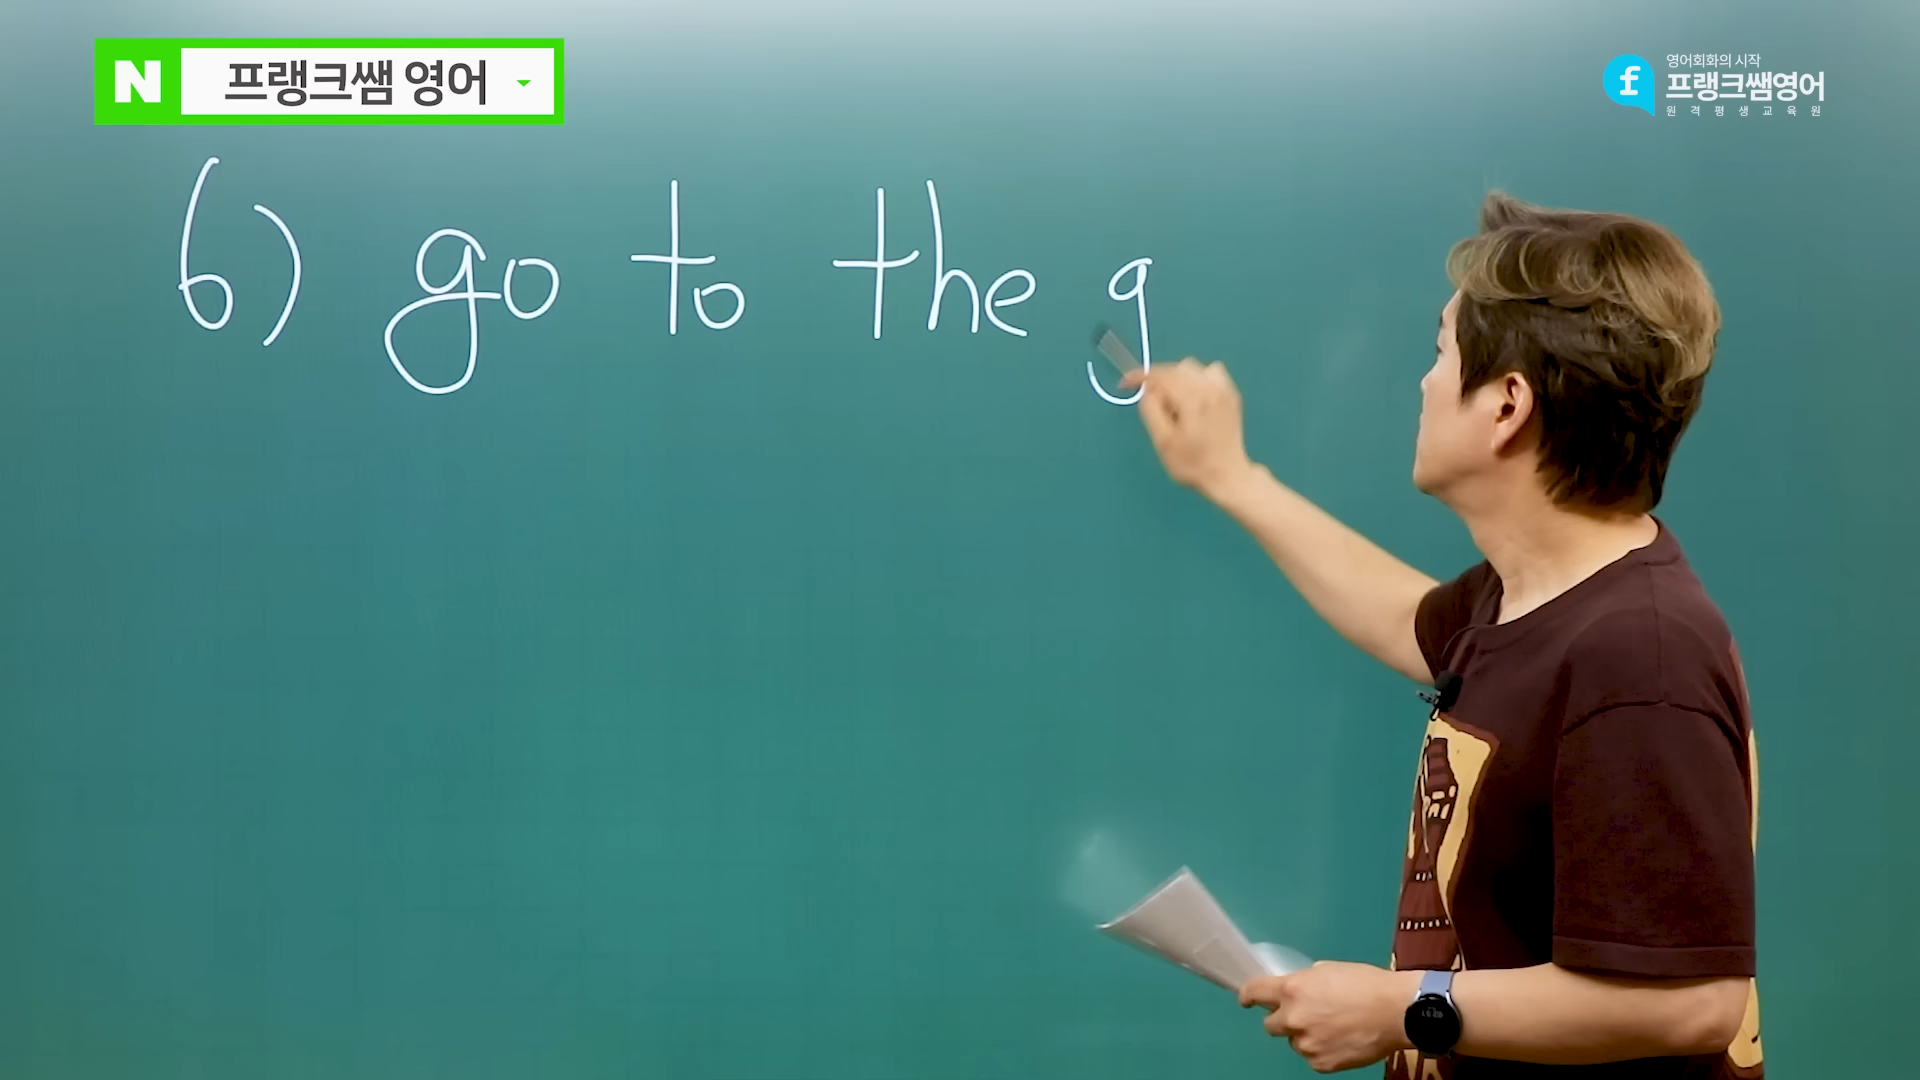 N 프랭크쌤 영어
영어회화의 시작
프랭크쌤영어
원격평생교육원
6) go to the g